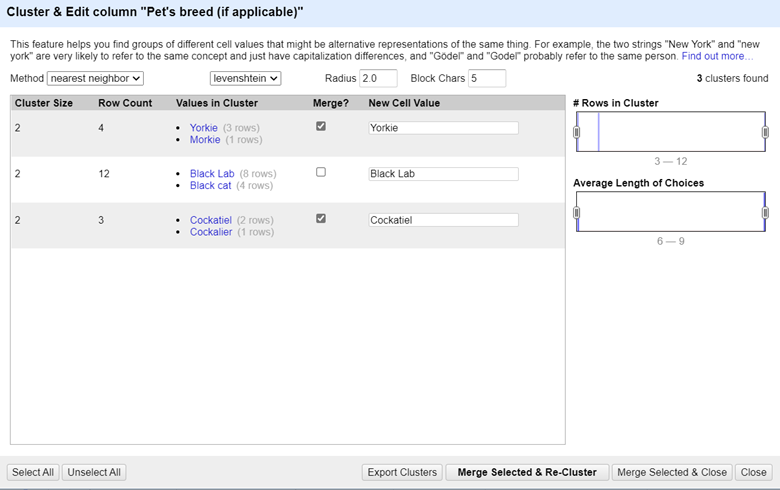 Cluster & Edit column "Pet's breed (if applicable)"
This feature helps you find groups of different cell values that might be alternative representations of the same thing. For example, the two strings "New York" and "new
york" are very likely to refer to the same concept and just have capitalization differences, and "Gödel" and "Godel" probably refer to the same person. Find out more...
Method nearest neighbor levenshtein Radius 2.0 Block Chars 5 3 clusters found
Cluster Size Row Count Values in Cluster Merge? New Cell Value
2 4 Yorkie (3 rows) Yorkie
Morkie (1 rows)
2 12 Black Lab (8 rows) Black Lab
Black cat (4 rows)
2 3 Cockatiel (2 rows) Cockatiel
Cockalier (1 rows)
# Rows in Cluster
3 — 12
Average Length of Choices
6 — 9
Select All Unselect All Export Clusters Merge Selected & Re-Cluster Merge Selected & Close Close